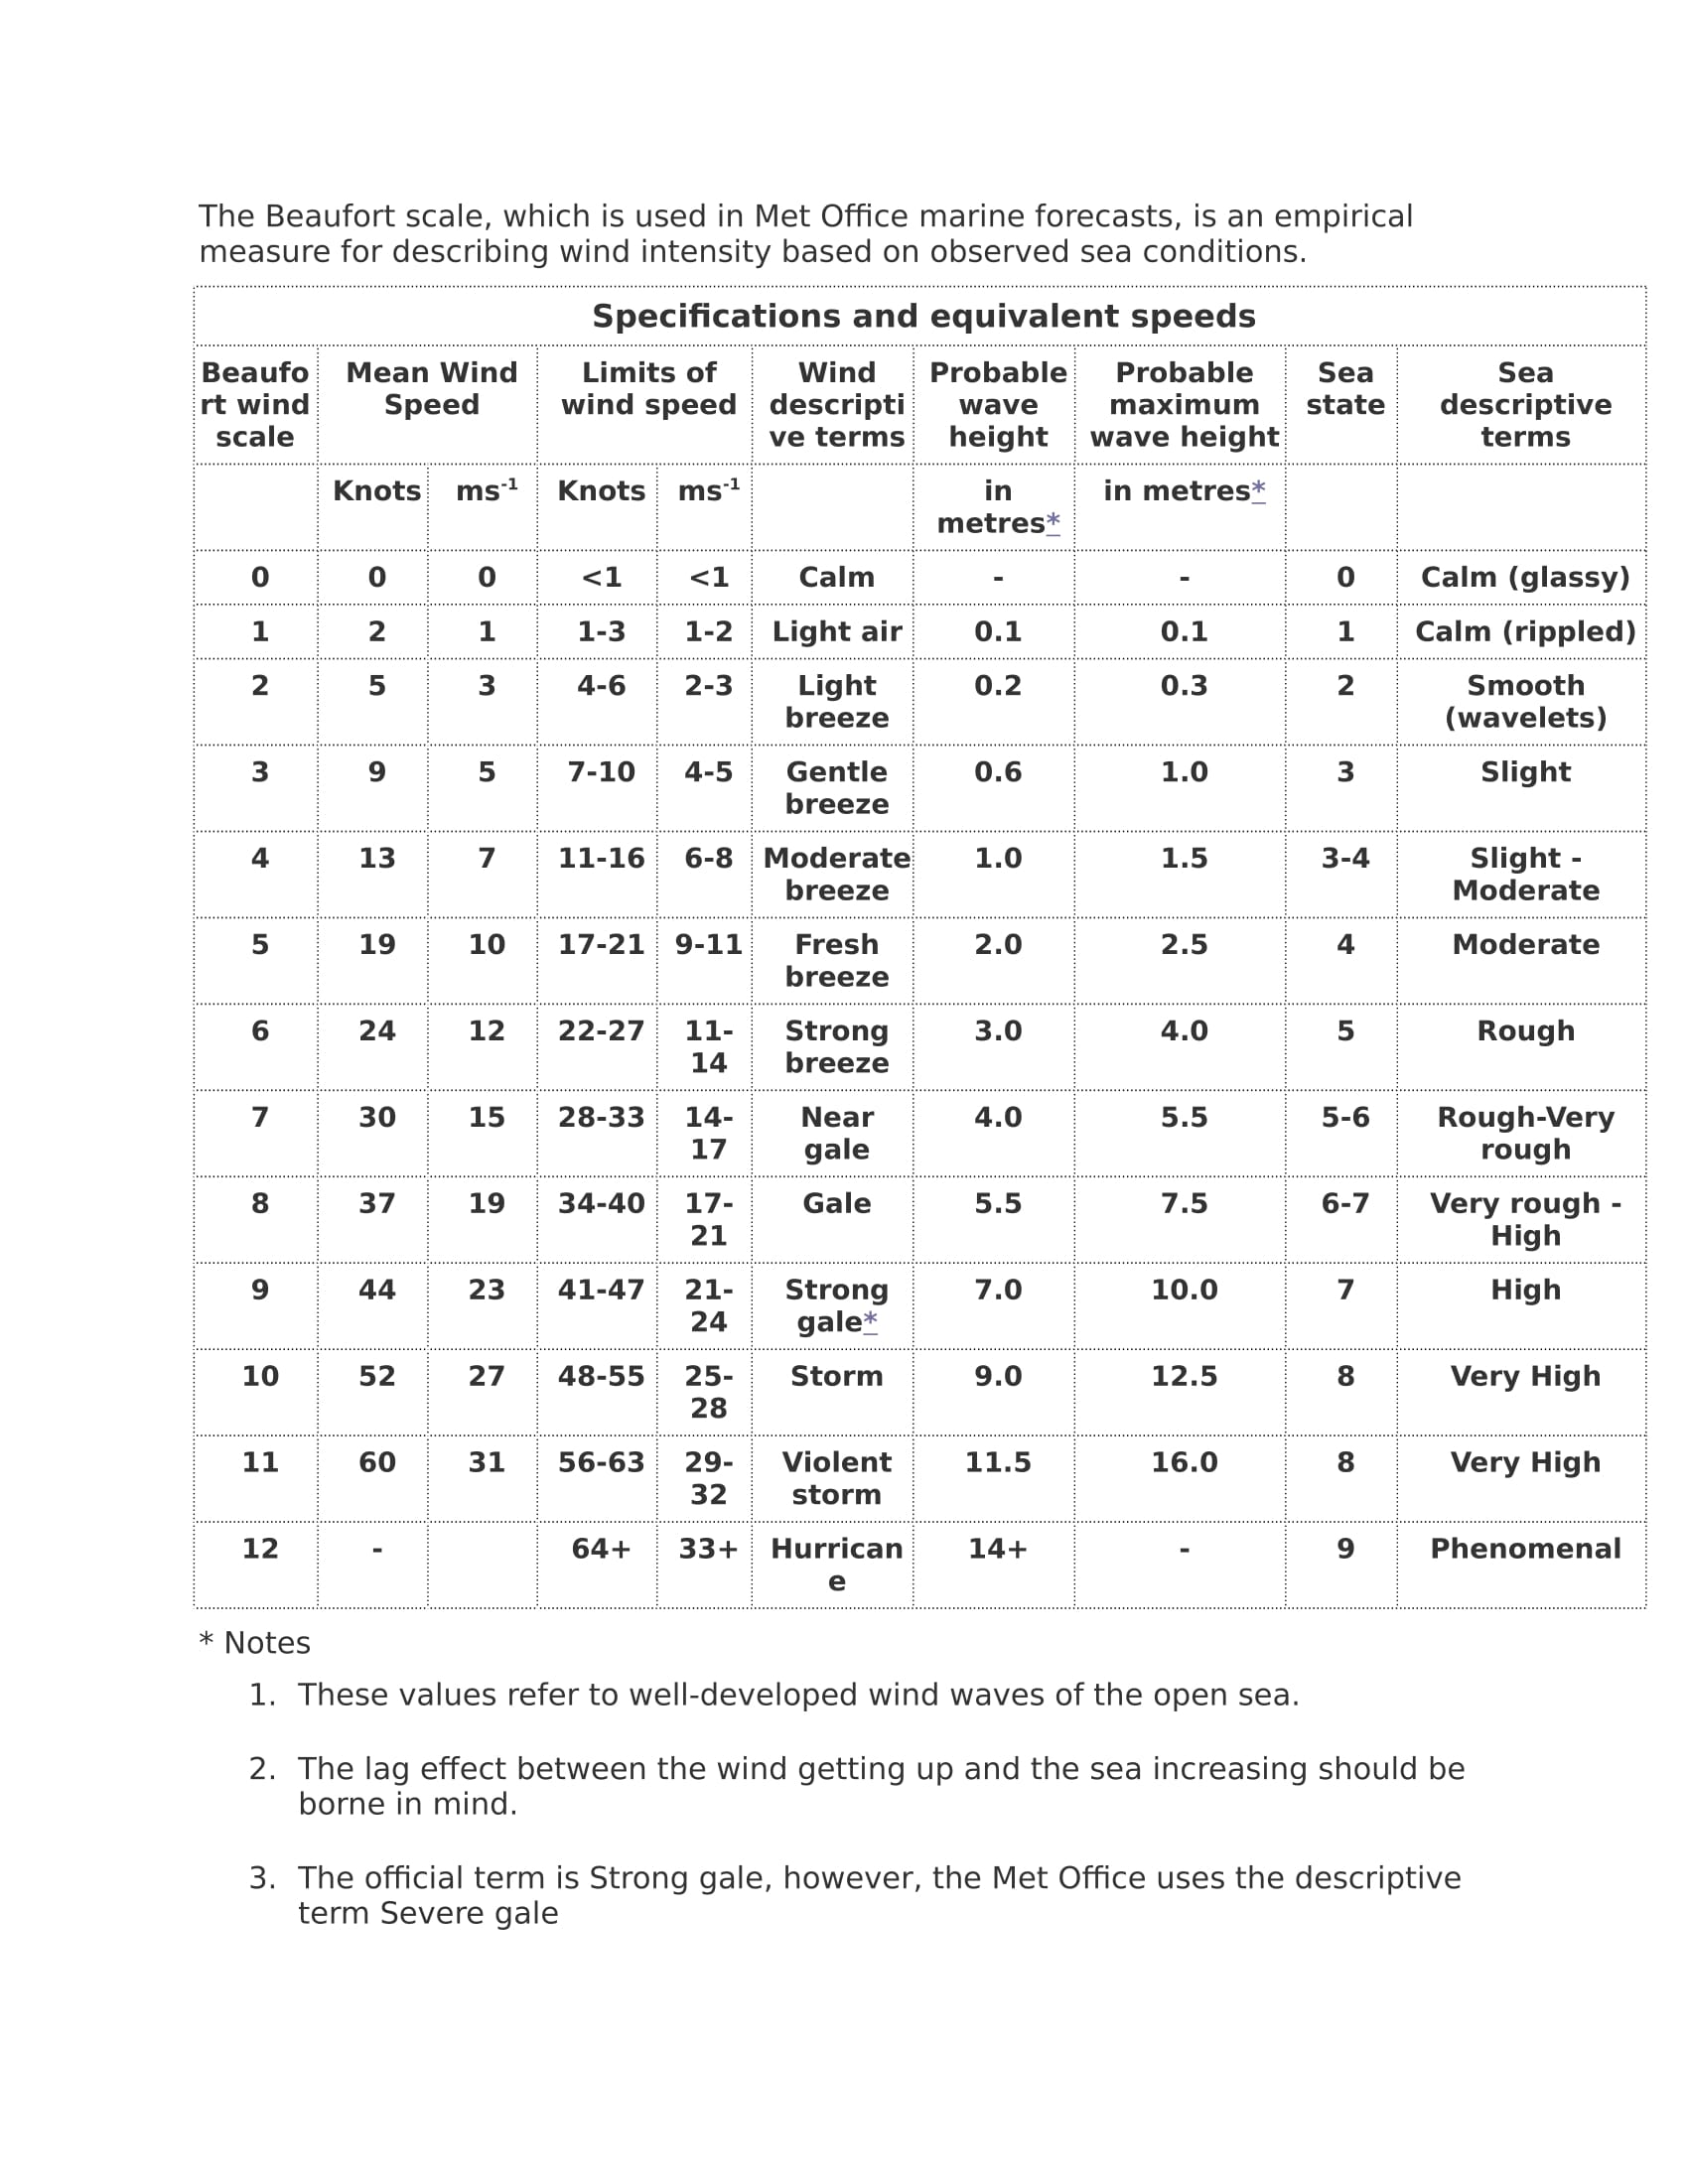 The Beaufort scale, which is used in Met Office marine forecasts, is an empirical
measure for describing wind intensity based on observed sea conditions.
Specifications and equivalent speeds
Beaufo rt wind scale Mean Wind Speed Limits of wind speed Wind descripti ve terms Probable wave height Probable maximum wave height Sea state Sea descriptive terms
Knots ms-1 Knots ms-1 in metres* in metres*
0 0 0 <1 <1 Calm - - 0 Calm (glassy)
1 2 1 1-3 1-2 Light air 0.1 0.1 1 Calm (rippled)
2 5 3 4-6 2-3 Light breeze 0.2 0.3 2 Smooth (wavelets)
3 9 5 7-10 4-5 Gentle breeze 0.6 1.0 3 Slight
4 13 7 11-16 6-8 Moderate breeze 1.0 1.5 3-4 Slight - Moderate
5 19 10 17-21 9-11 Fresh breeze 2.0 2.5 4 Moderate
6 24 12 22-27 11-14 Strong breeze 3.0 4.0 5 Rough
7 30 15 28-33 14-17 Near gale 4.0 5.5 5-6 Rough-Very rough
8 37 19 34-40 17-21 Gale 5.5 7.5 6-7 Very rough - High
9 44 23 41-47 21-24 Strong gale* 7.0 10.0 7 High
10 52 27 48-55 25-28 Storm 9.0 12.5 8 Very High
11 60 31 56-63 29-32 Violent storm 11.5 16.0 8 Very High
12 - 64+ 33+ Hurrican e 14+ - 9 Phenomenal
* Notes
1. These values refer to well-developed wind waves of the open sea.
2. The lag effect between the wind getting up and the sea increasing should be
borne in mind.
3. The official term is Strong gale, however, the Met Office uses the descriptive
term Severe gale